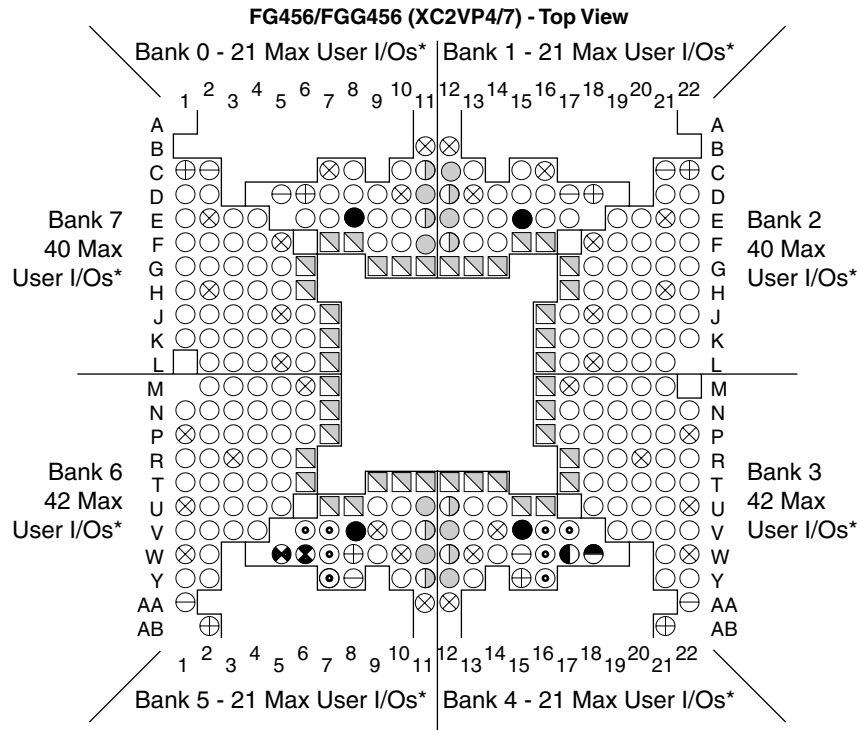 FG456/FGG456 (XC2VP4/7) - Top View
Bank 0 - 21 Max User I/Os*
Bank 1 - 21 Max User I/Os*
1 2 3 4 5 6 7 8 9 10 11 12 13 14 15 16 17 18 19 20 21 22
A A
B B
C C
D D
E E
F F
G G
H H
J J
K K
L L
M M
N N
P P
R R
T T
U U
V V
W W
Y Y
AA AA
AB AB
Bank 7
40 Max
User I/Os*
Bank 2
40 Max
User I/Os*
Bank 6
42 Max
User I/Os*
Bank 3
42 Max
User I/Os*
1 2 3 4 5 6 7 8 9 10 11 12 13 14 15 16 17 18 19 20 21 22
Bank 5 - 21 Max User I/Os*
Bank 4 - 21 Max User I/Os*